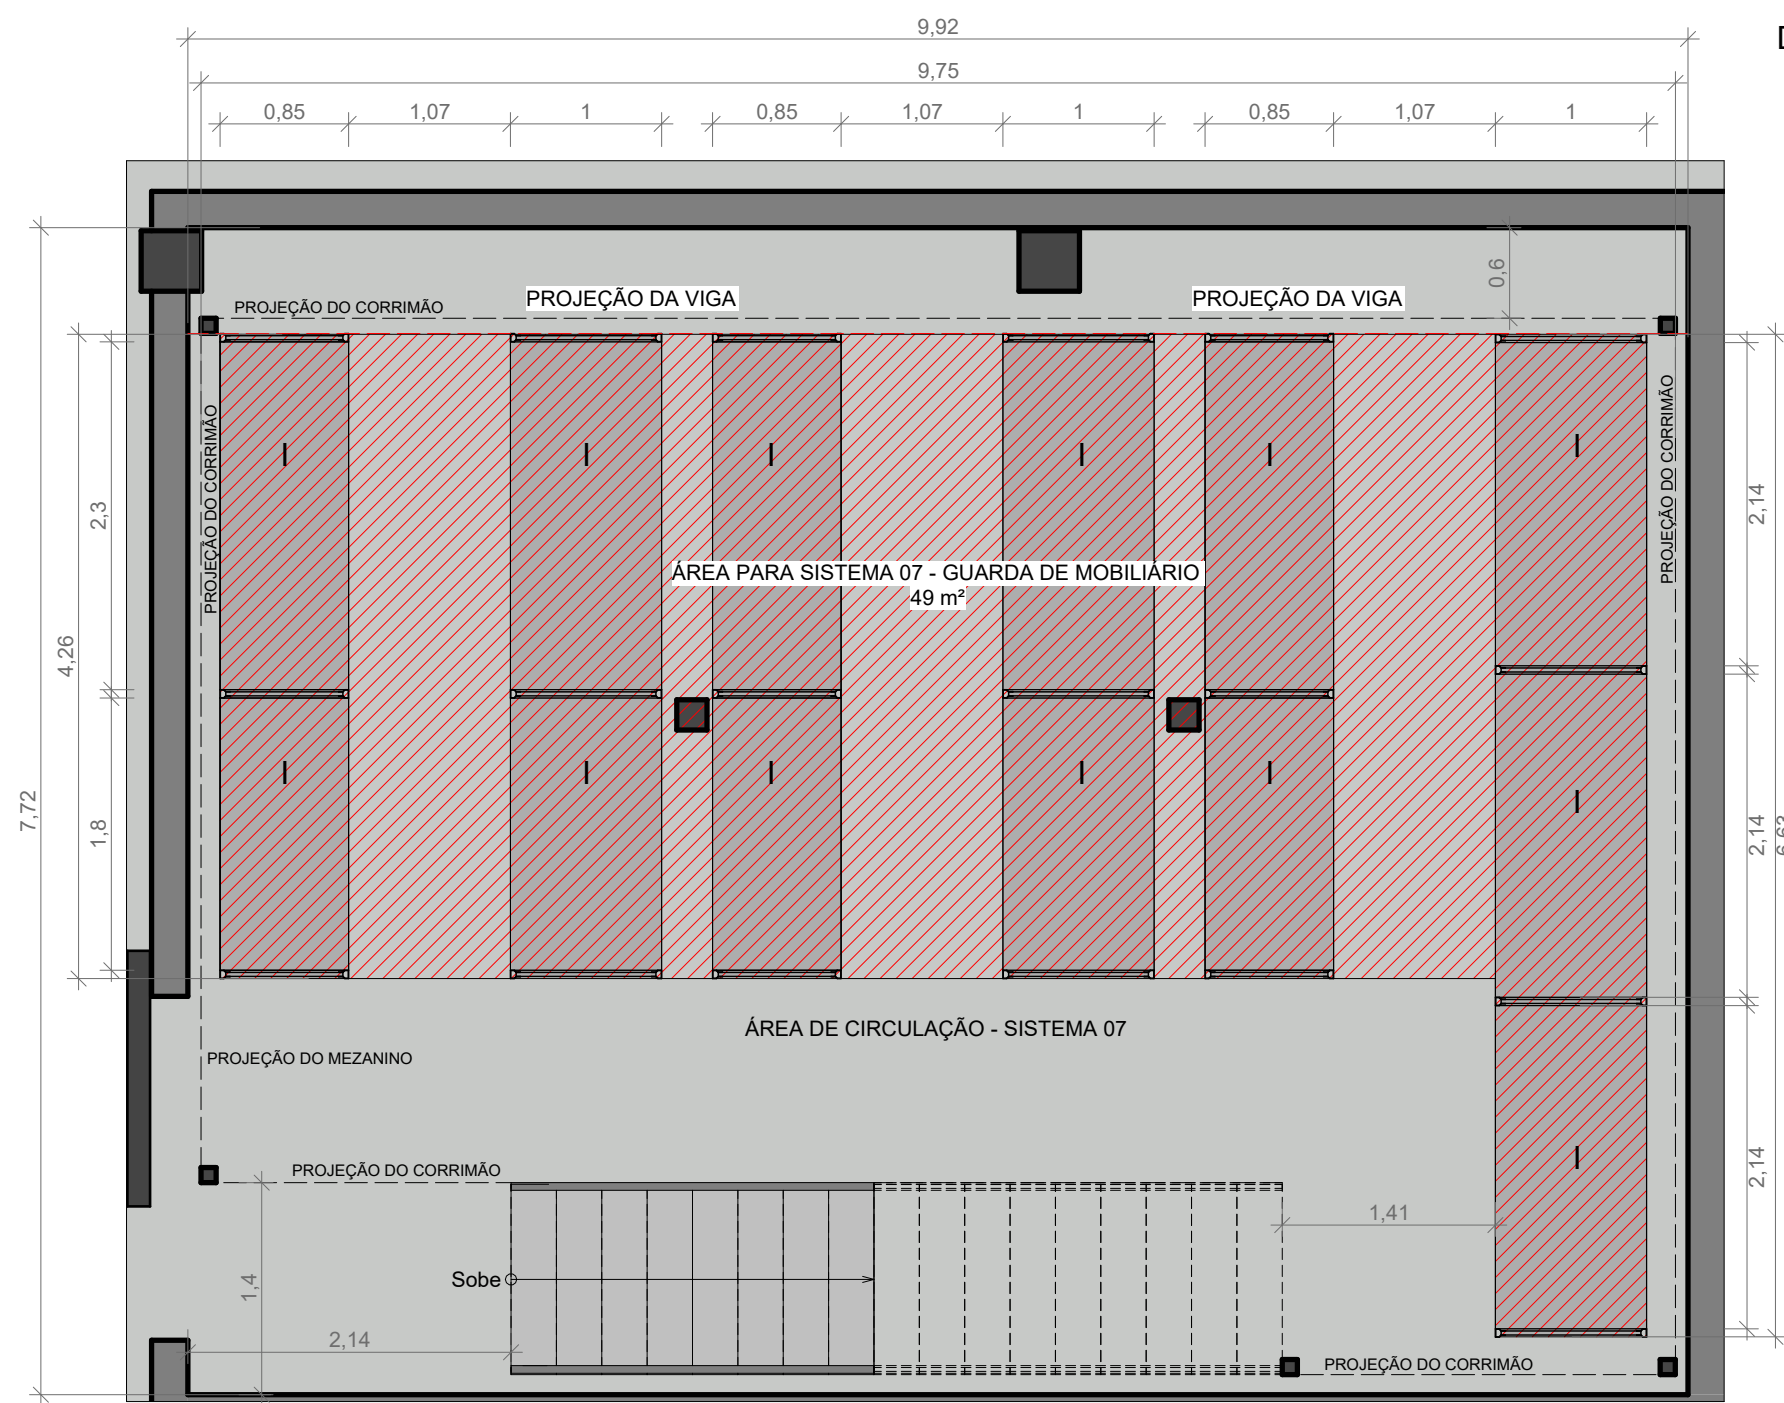 9,92
9,75
0,85 1,07 1 0,85 1,07 1 0,85 1,07 1
0,6
PROJEÇÃO DO CORRIMÃO
PROJEÇÃO DA VIGA
PROJEÇÃO DA VIGA
PROJEÇÃO DO CORRIMÃO
PROJEÇÃO DO CORRIMÃO
2,3
2,14
ÁREA PARA SISTEMA 07 - GUARDA DE MOBILIÁRIO
49 m²
4,26
7,72
1,8
2,14
6,63
ÁREA DE CIRCULAÇÃO - SISTEMA 07
PROJEÇÃO DO MEZANINO
PROJEÇÃO DO CORRIMÃO
2,14
1,41
Sobe
1,4
2,14
PROJEÇÃO DO CORRIMÃO